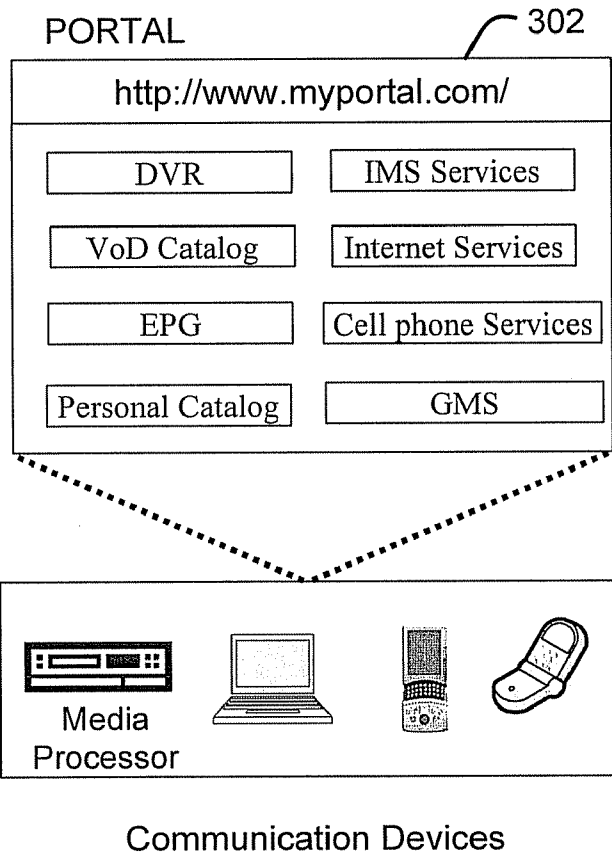 PORTAL
302
http://www.myportal.com/
DVR
IMS Services
VoD Catalog
Internet Services
EPG
Cell phone Services
Personal Catalog
GMS
Media
Processor
Communication Devices